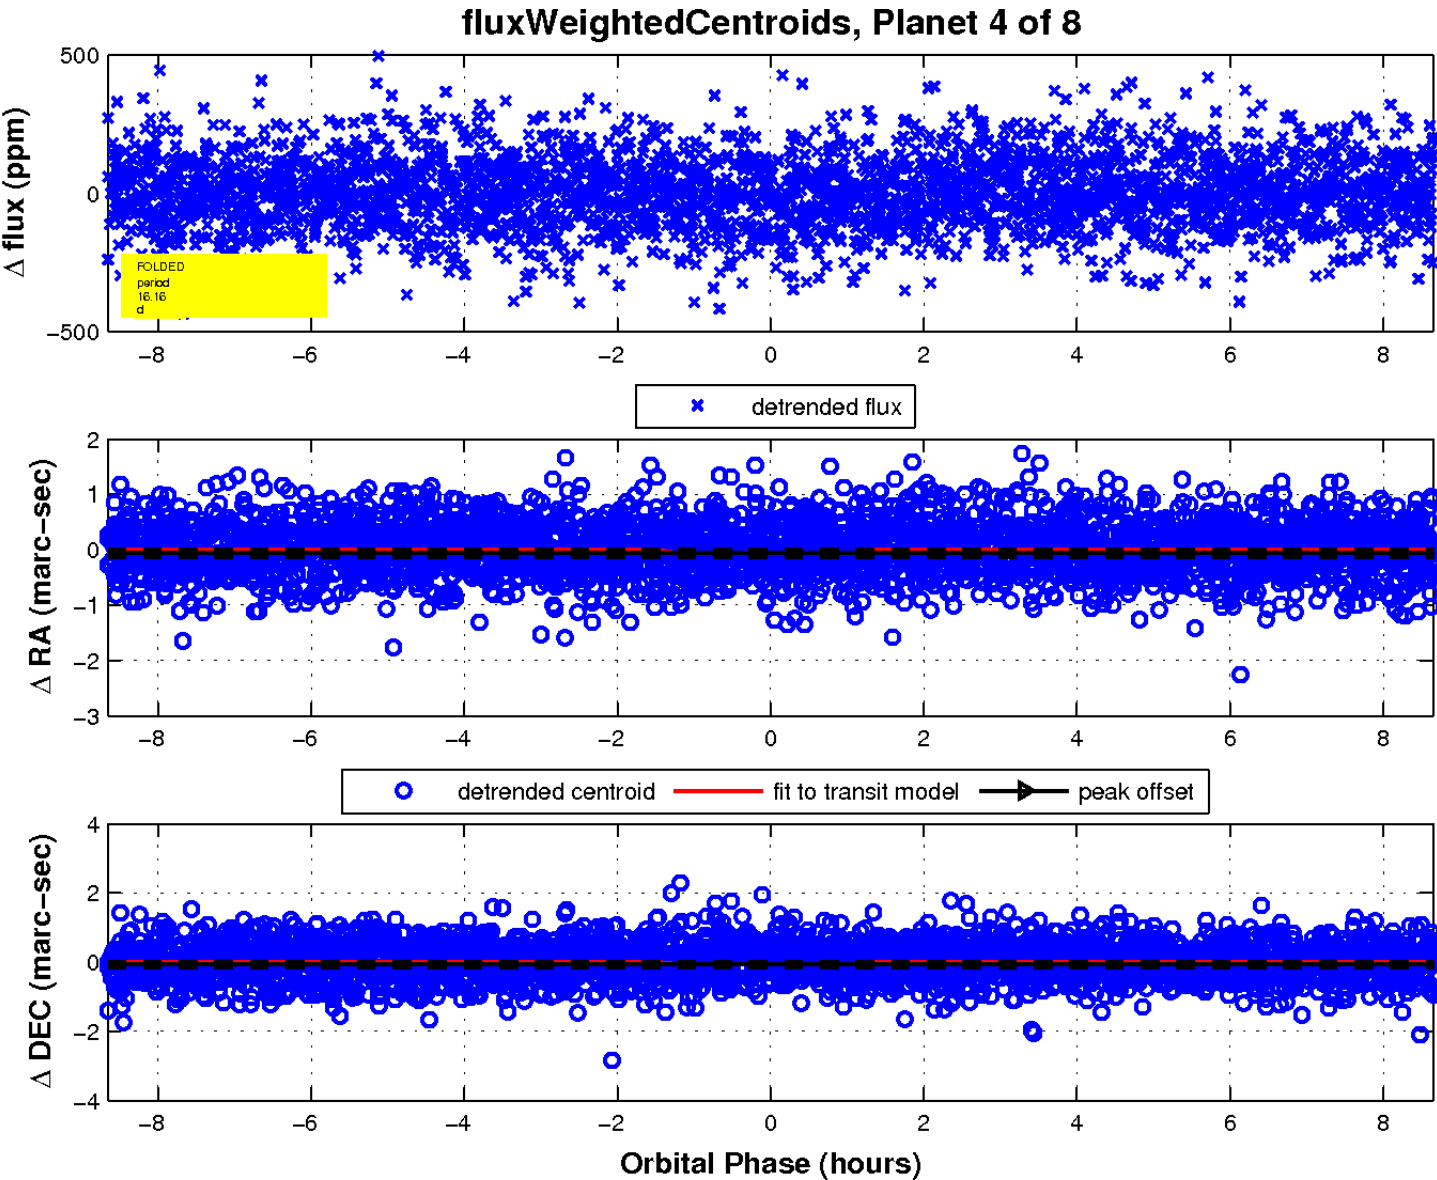 fluxWeightedCentroids, Planet 4 of 8
Δ flux (ppm)
500
0
−500
FOLDED
period
16.16
d
−8 −6 −4 −2 0 2 4 6 8
detrended flux
Δ RA (marc−sec)
2
1
0
−1
−2
−3
−8 −6 −4 −2 0 2 4 6 8
detrended centroid fit to transit model peak offset
Δ DEC (marc−sec)
4
2
0
−2
−4
−8 −6 −4 −2 0 2 4 6 8
Orbital Phase (hours)